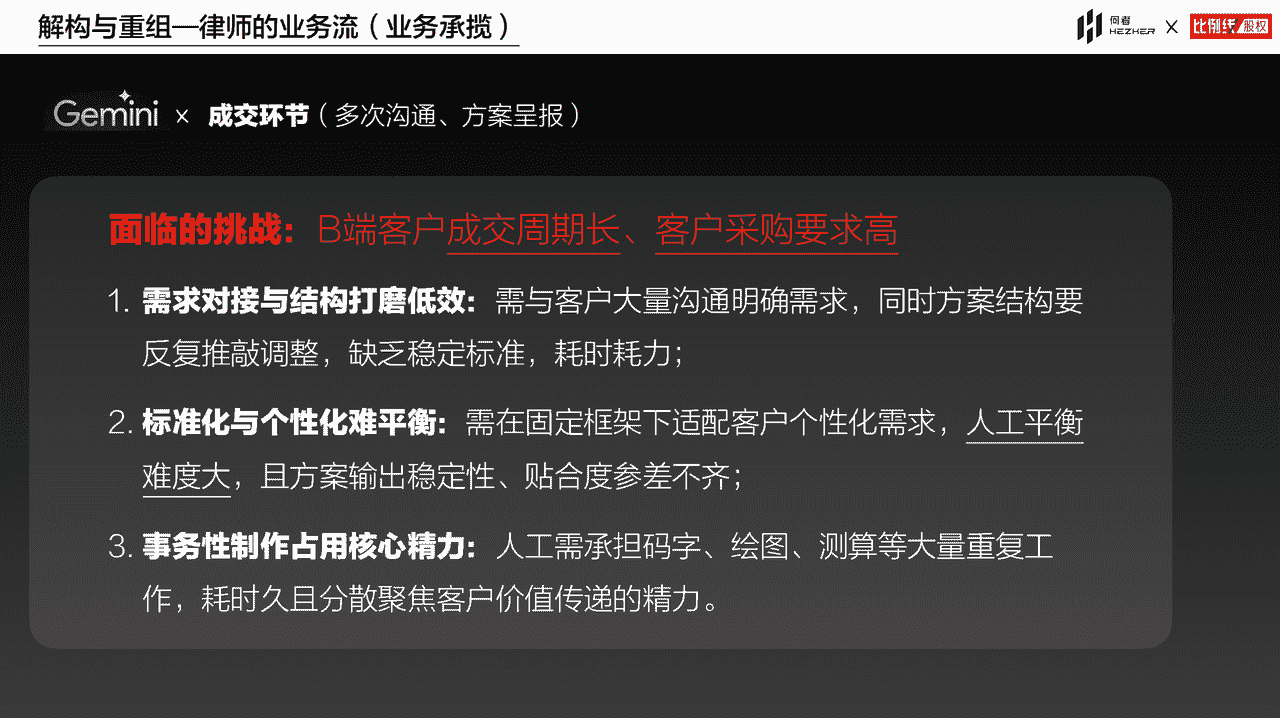 解构与重组—律师的业务流（业务承揽）
何者
HEZHER
×
比例线 股权
Gemini × 成交环节（多次沟通、方案呈报）
面临的挑战：B端客户成交周期长、客户采购要求高
1. 需求对接与结构打磨低效：需与客户大量沟通明确需求，同时方案结构要
反复推敲调整，缺乏稳定标准，耗时耗力；
2. 标准化与个性化难平衡：需在固定框架下适配客户个性化需求，人工平衡
难度大，且方案输出稳定性、贴合度参差不齐；
3. 事务性制作占用核心精力：人工需承担码字、绘图、测算等大量重复工
作，耗时久且分散聚焦客户价值传递的精力。